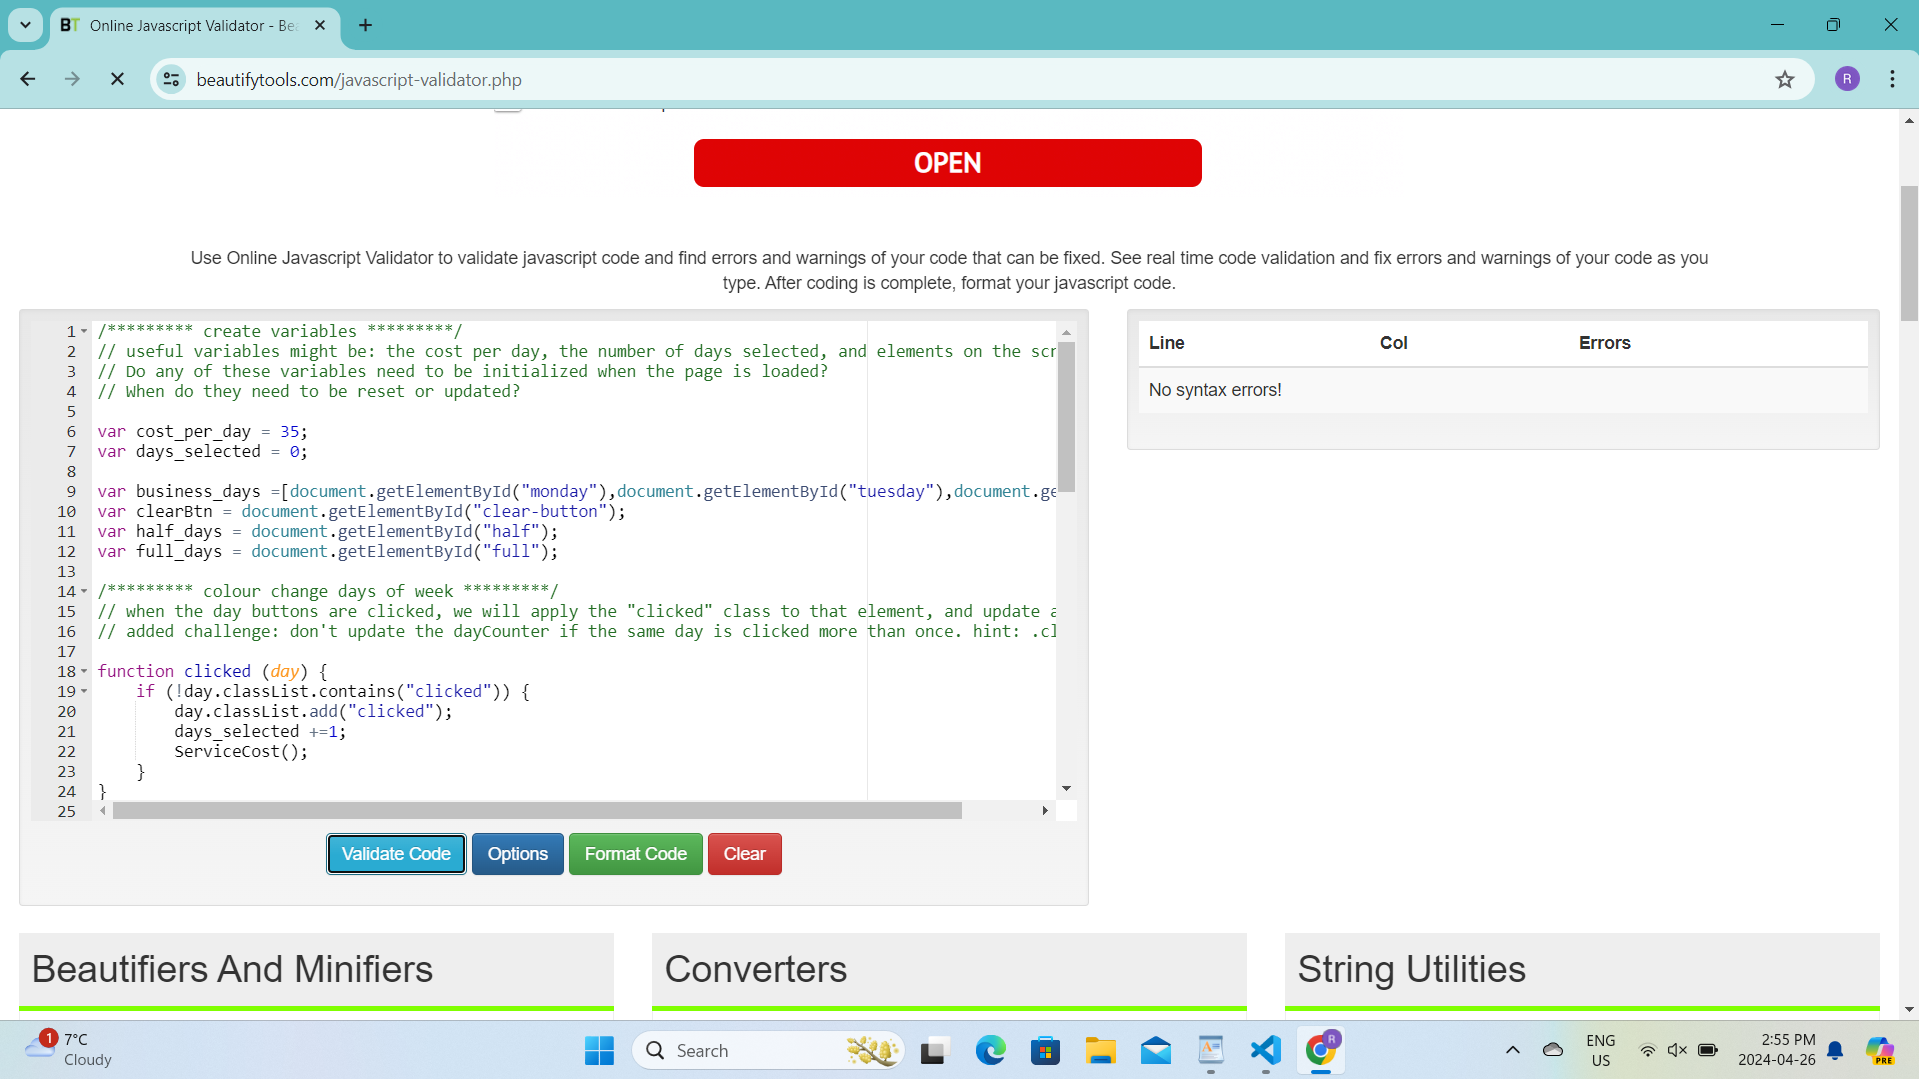 BT Online Javascript Validator - Be
beautifytools.com/javascript-validator.php
R
OPEN
Use Online Javascript Validator to validate javascript code and find errors and warnings of your code that can be fixed. See real time code validation and fix errors and warnings of your code as you
type. After coding is complete, format your javascript code.
1 /********* create variables *********/
2 // useful variables might be: the cost per day, the number of days selected, and elements on the scr
3 // Do any of these variables need to be initialized when the page is loaded?
4 // When do they need to be reset or updated?
5
6 var cost_per_day = 35;
7 var days_selected = 0;
8
9 var business_days =[document.getElementById("monday"),document.getElementById("tuesday"),document.ge
10 var clearBtn = document.getElementById("clear-button");
11 var half_days = document.getElementById("half");
12 var full_days = document.getElementById("full");
13
14 /********* colour change days of week *********/
15 // when the day buttons are clicked, we will apply the "clicked" class to that element, and update a
16 // added challenge: don't update the dayCounter if the same day is clicked more than once. hint: .cl
17
18 function clicked (day) {
19 if (!day.classList.contains("clicked")) {
20 day.classList.add("clicked");
21 days_selected +=1;
22 ServiceCost();
23 }
24 }
25
Line Col Errors
No syntax errors!
Validate Code Options Format Code Clear
Beautifiers And Minifiers Converters String Utilities
1 7°C
Cloudy
Search
R
ENG
US
2:55 PM
2024-04-26
PRE